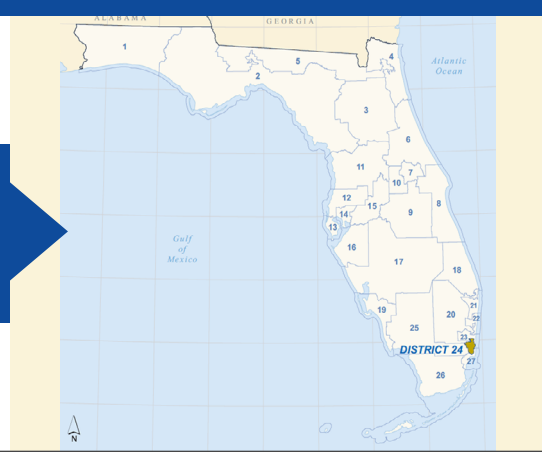 ALABAMA
GEORGIA
1
2
5
4
Atlantic
Ocean
3
6
11
7
10
12
15
14
9
8
13
16
Gulf
of
Mexico
17
18
19
20
21
22
25
23
DISTRICT 24
27
26
N